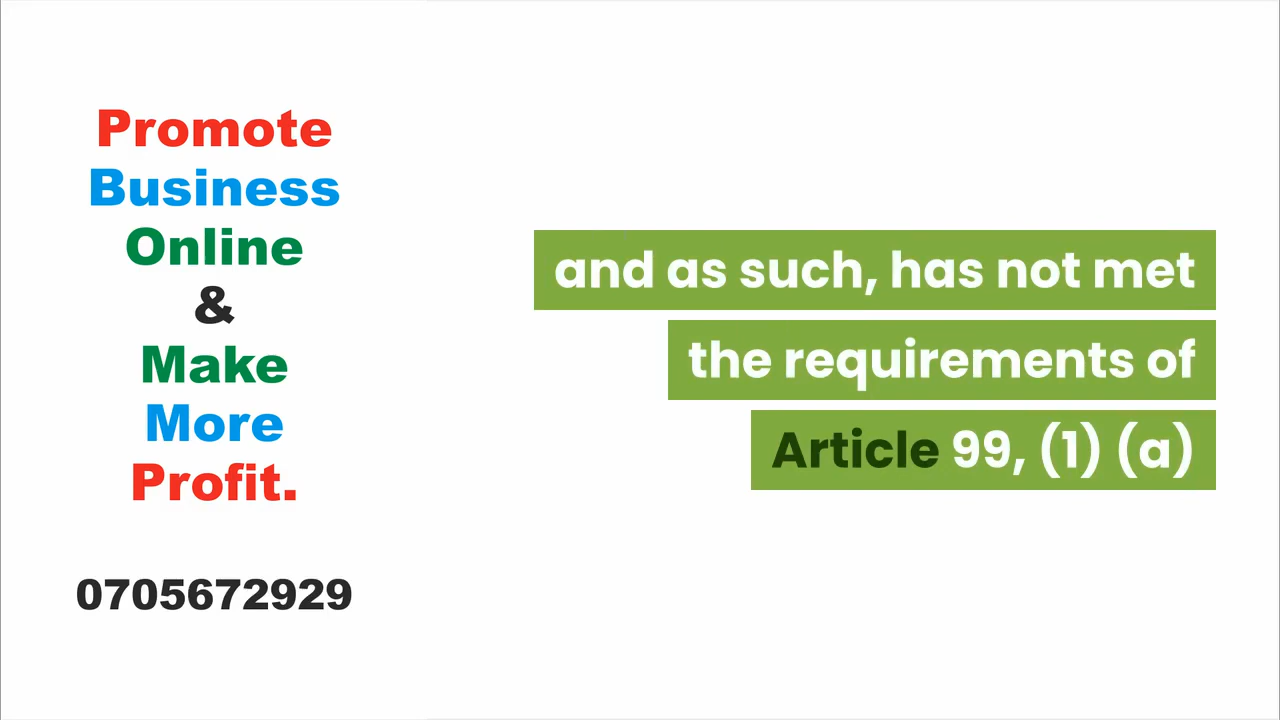 Promote
Business
Online
&
Make
More
Profit.
0705672929
and as such, has not met
the requirements of
Article 99, (1) (a)